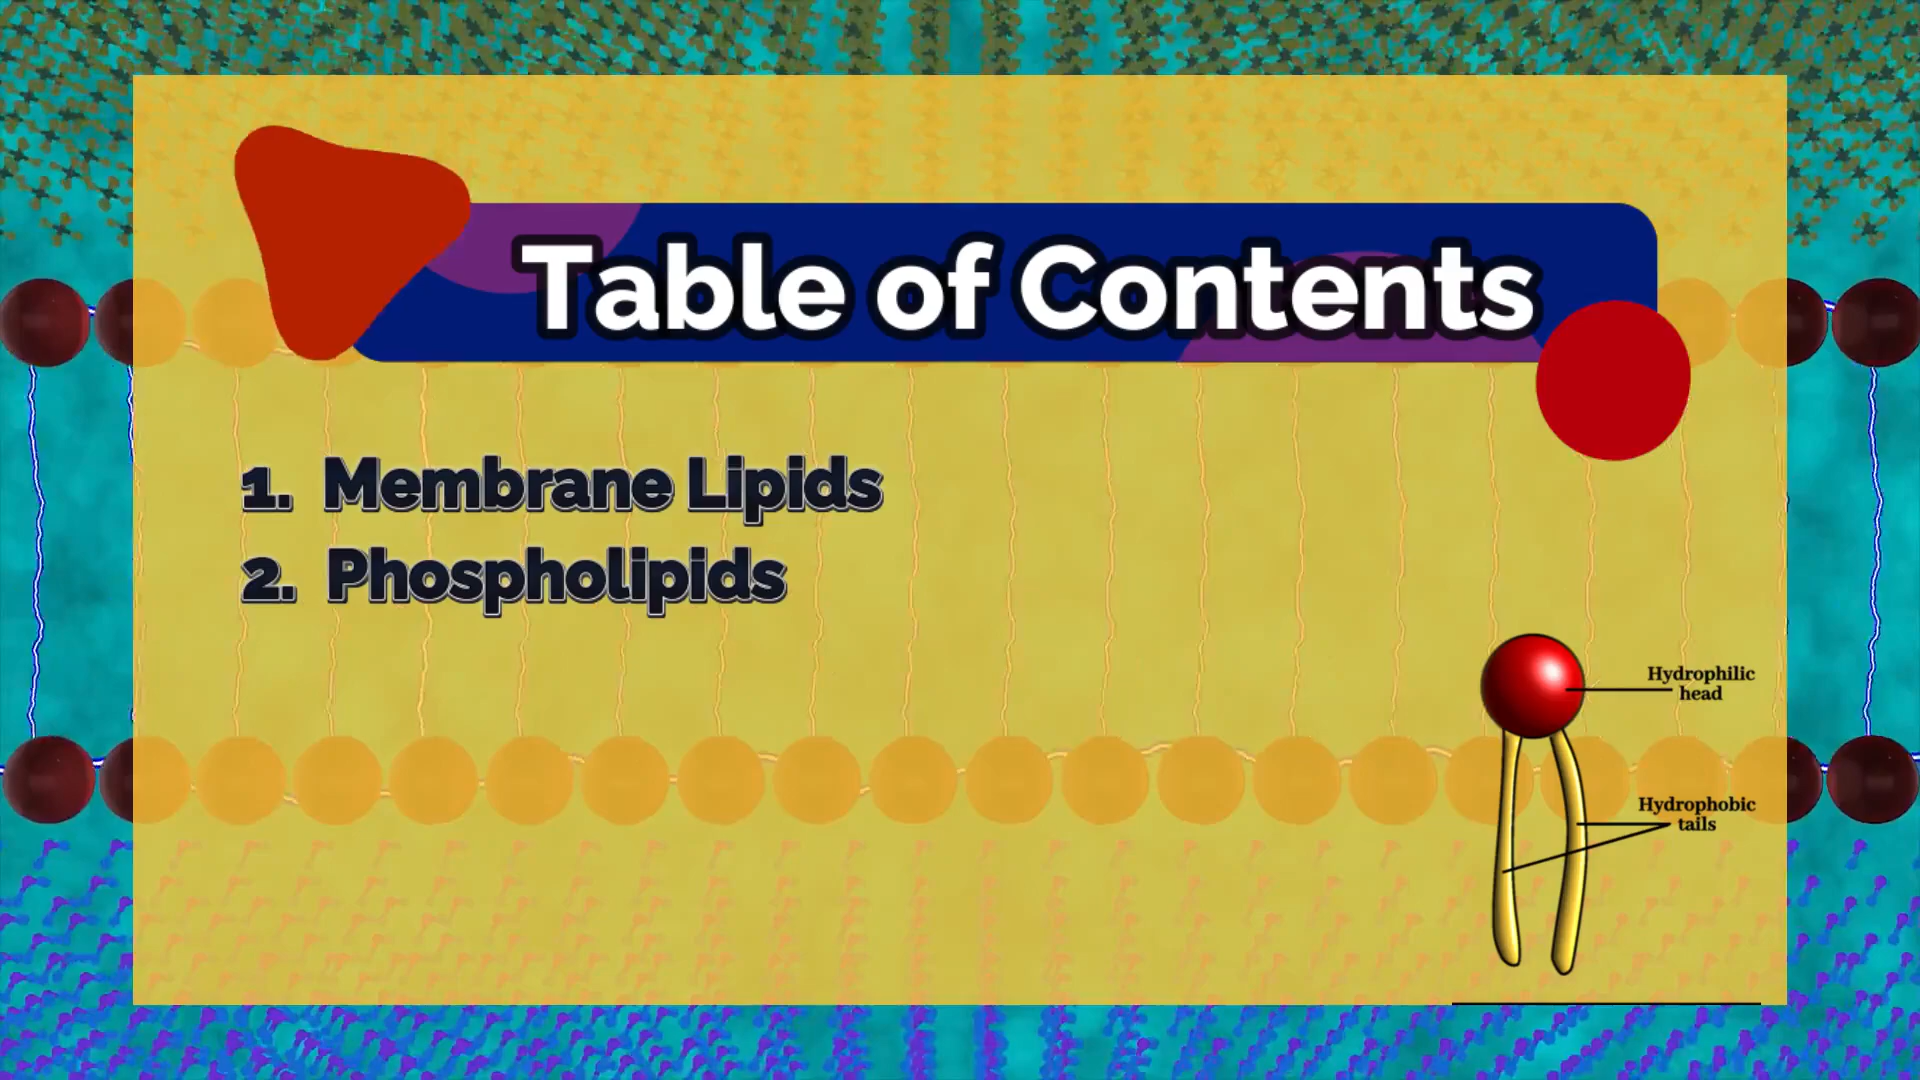 Table of Contents
1. Membrane Lipids
2. Phospholipids
Hydrophilic
head
Hydrophobic
tails